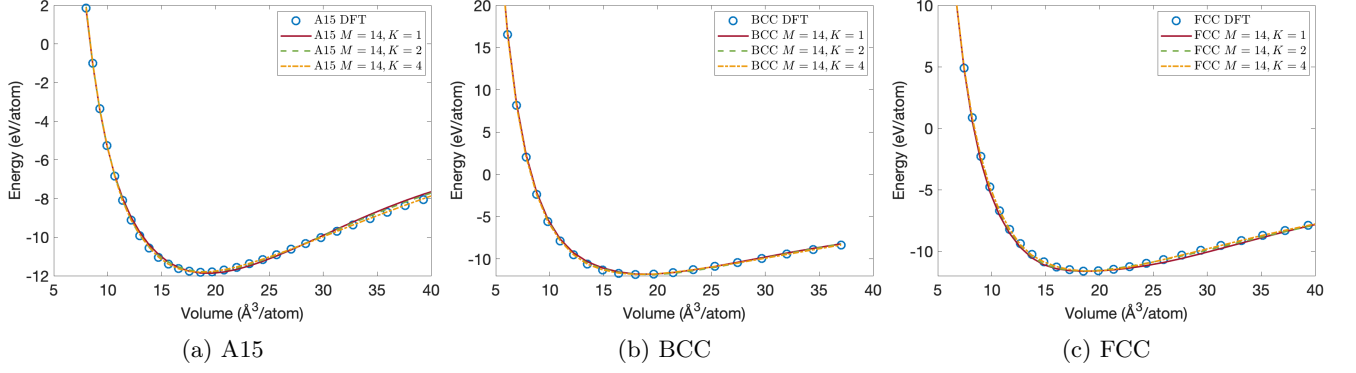 2
0
-2
-4
-6
-8
-10
-12
5 10 15 20 25 30 35 40
Energy (eV/atom)
Volume (Å³/atom)
A15 DFT
A15 M = 14, K = 1
A15 M = 14, K = 2
A15 M = 14, K = 4
(a) A15
20
15
10
5
0
-5
-10
5 10 15 20 25 30 35 40
Energy (eV/atom)
Volume (Å³/atom)
BCC DFT
BCC M = 14, K = 1
BCC M = 14, K = 2
BCC M = 14, K = 4
(b) BCC
10
5
0
-5
-10
5 10 15 20 25 30 35 40
Energy (eV/atom)
Volume (Å³/atom)
FCC DFT
FCC M = 14, K = 1
FCC M = 14, K = 2
FCC M = 14, K = 4
(c) FCC